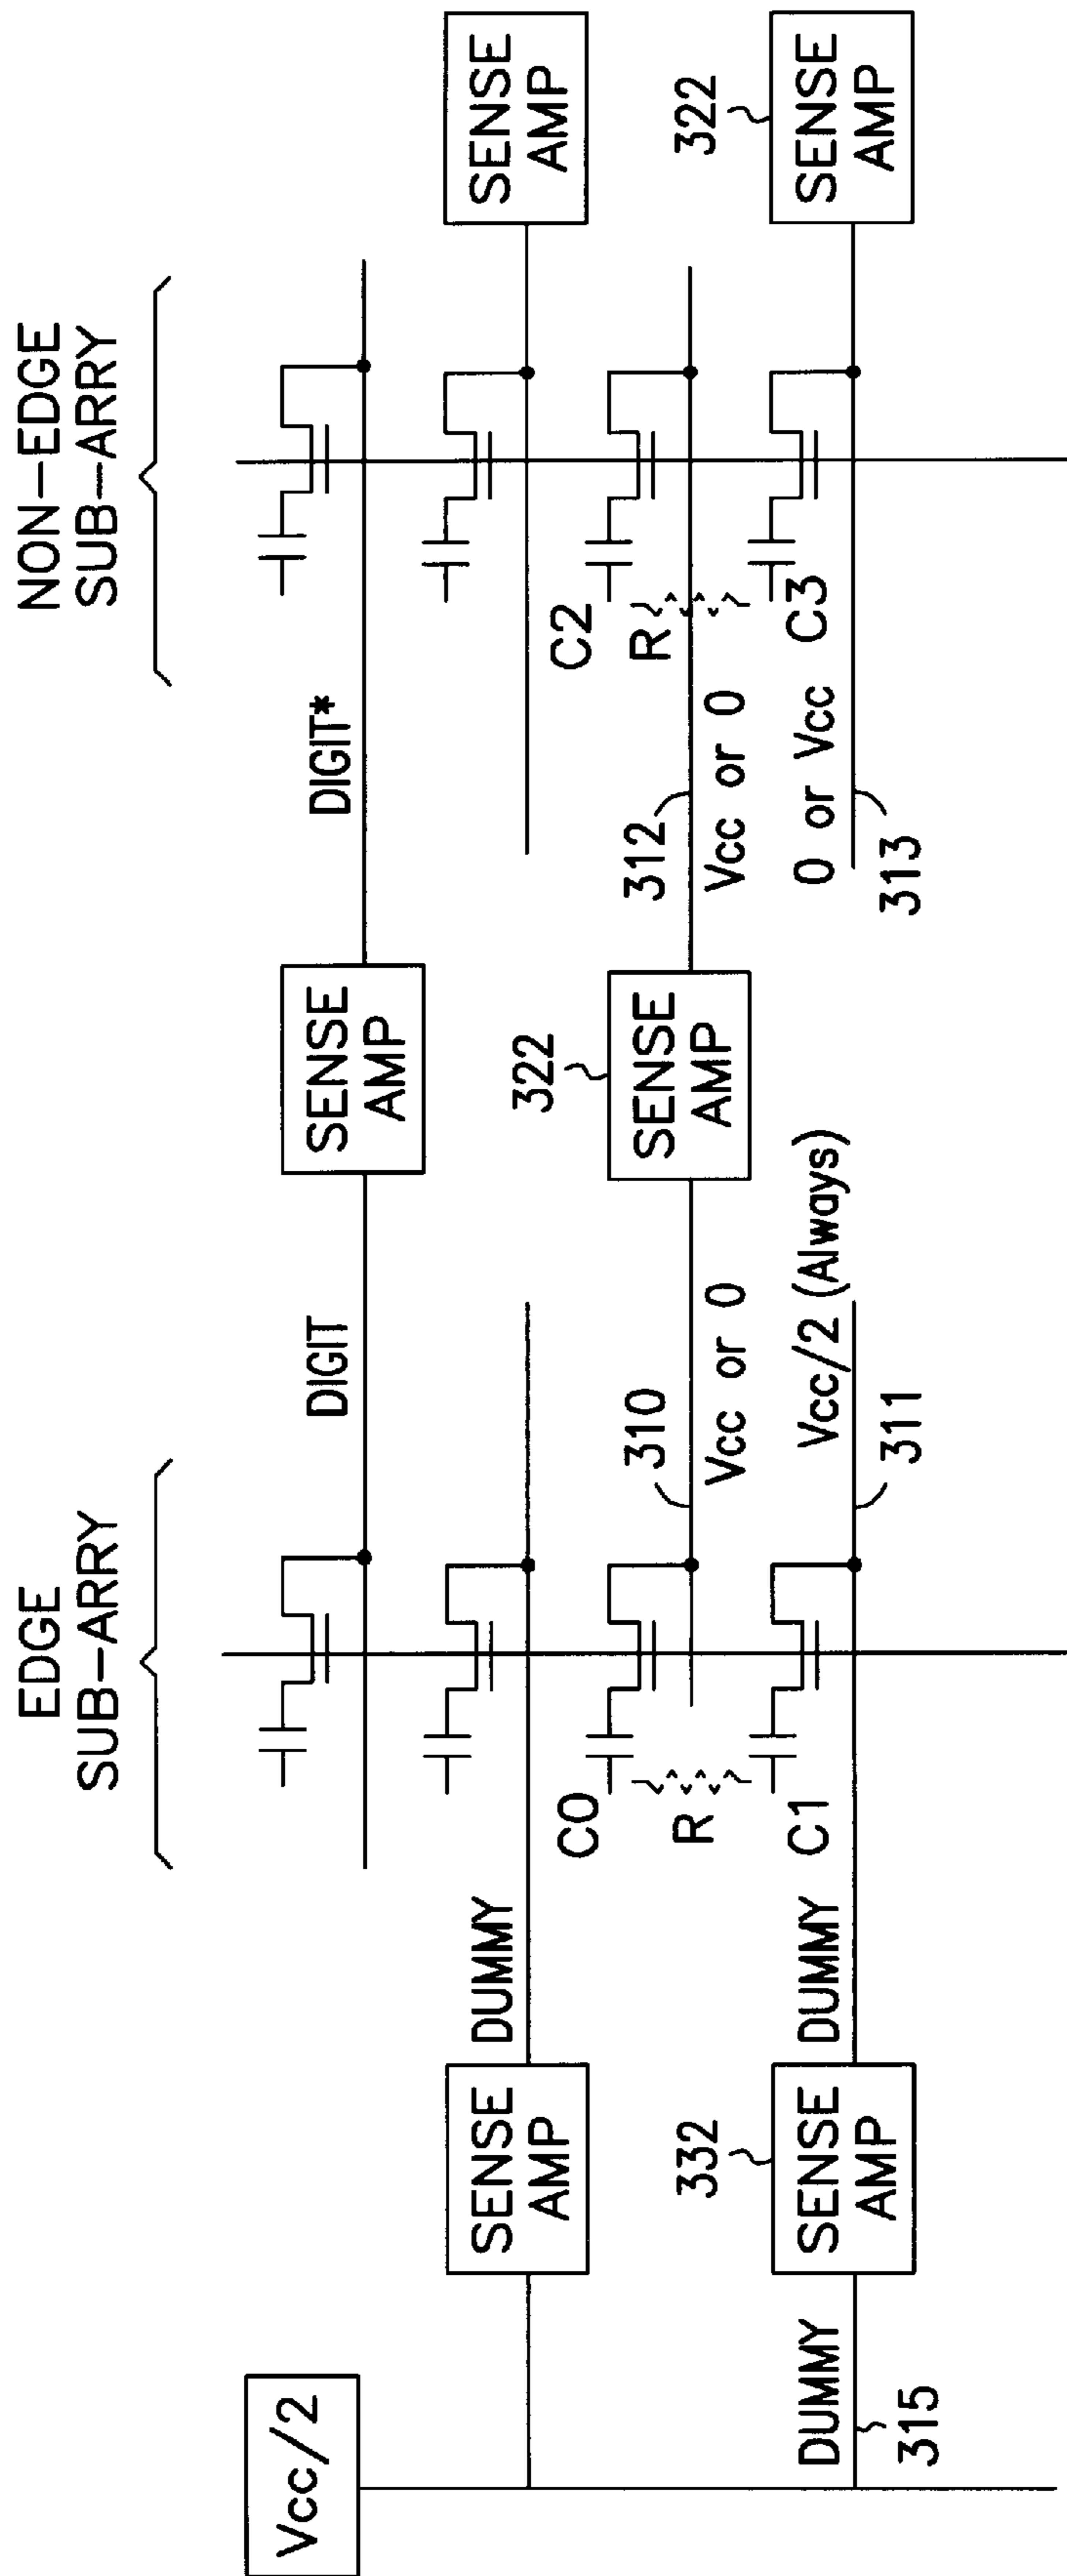 EDGE
SUB-ARRY
NON-EDGE
SUB-ARRY
Vcc/2
DIGIT
SENSE
AMP
DIGIT*
SENSE
AMP
DUMMY
SENSE
AMP
C0
R
C1
310
Vcc or 0
322
SENSE
AMP
312
Vcc or 0
C2
R
C3
DUMMY
315
332
SENSE
AMP
DUMMY
Vcc/2 (Always)
311
0 or Vcc
313
322
SENSE
AMP